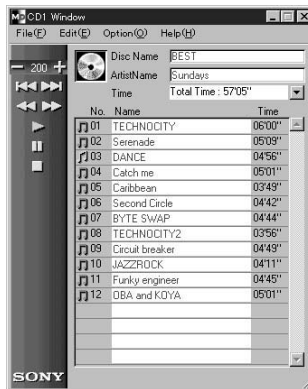 MD CD1 Window
File(F) Edit(E) Option(O) Help(H)
200
Disc Name BEST
ArtistName Sundays
Time Total Time : 57'05"
No. Name Time
01 TECHNOCITY 06'00"
02 Serenade 05'09"
03 DANCE 04'56"
04 Catch me 05'01"
05 Caribbean 03'49"
06 Second Circle 04'42"
07 BYTE SWAP 04'44"
08 TECHNOCITY2 03'56"
09 Circuit breaker 04'49"
10 JAZZROCK 04'11"
11 Funky engineer 04'45"
12 OBA and KOYA 05'01"
SONY